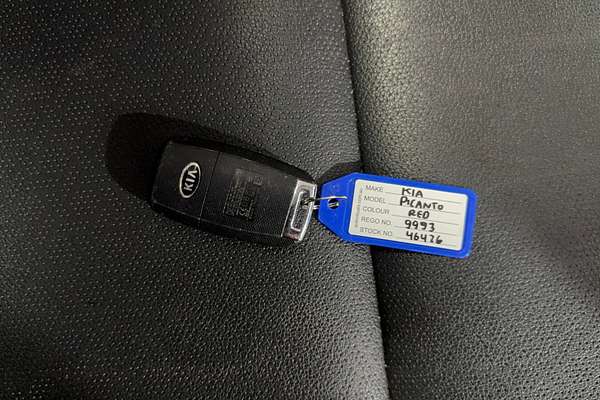 KIA
MAKE KIA
MODEL PICANTO
COLOUR RED
REGO NO. 9993
STOCK NO. 46426